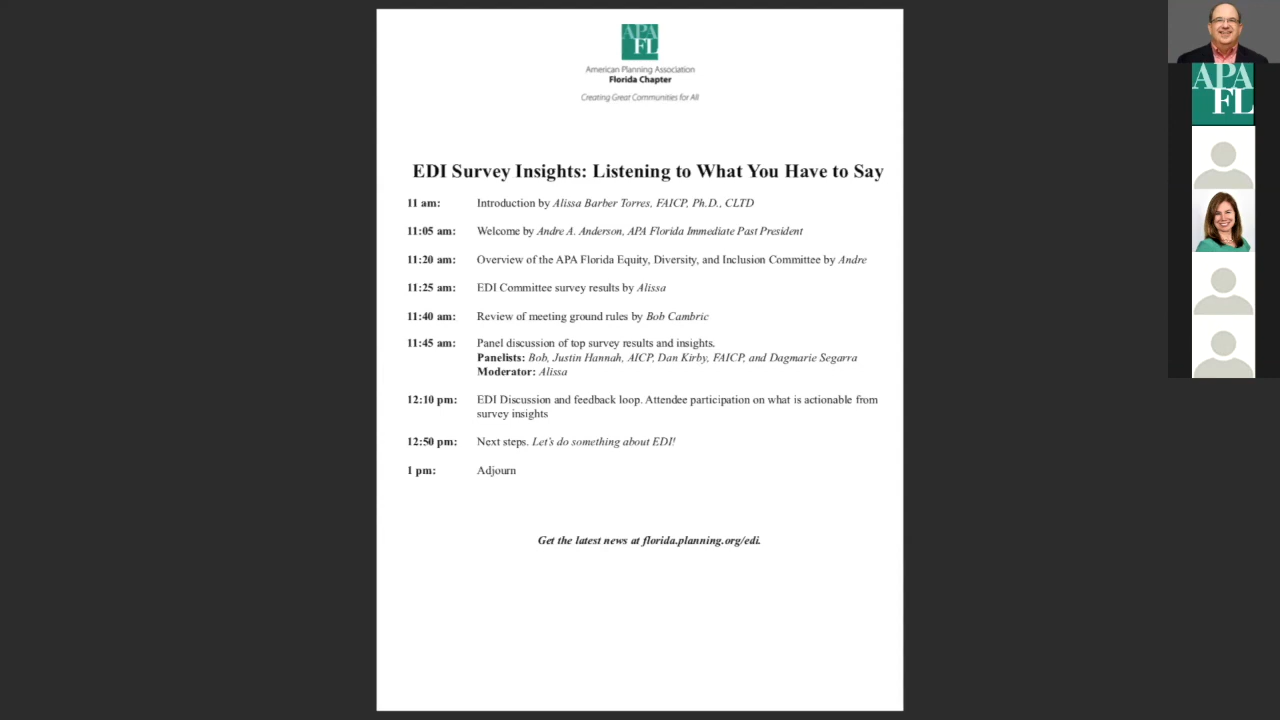 APA
FL
American Planning Association
Florida Chapter
Creating Great Communities for All
EDI Survey Insights: Listening to What You Have to Say
11 am: Introduction by Alissa Barber Torres, FAICP, Ph.D., CLTD
11:05 am: Welcome by Andre A. Anderson, APA Florida Immediate Past President
11:20 am: Overview of the APA Florida Equity, Diversity, and Inclusion Committee by Andre
11:25 am: EDI Committee survey results by Alissa
11:40 am: Review of meeting ground rules by Bob Cambric
11:45 am: Panel discussion of top survey results and insights.
Panelists: Bob, Justin Hannah, AICP, Dan Kirby, FAICP, and Dagmarie Segarra
Moderator: Alissa
12:10 pm: EDI Discussion and feedback loop. Attendee participation on what is actionable from
survey insights
12:50 pm: Next steps. Let's do something about EDI!
1 pm: Adjourn
Get the latest news at florida.planning.org/edi.
APA
FL